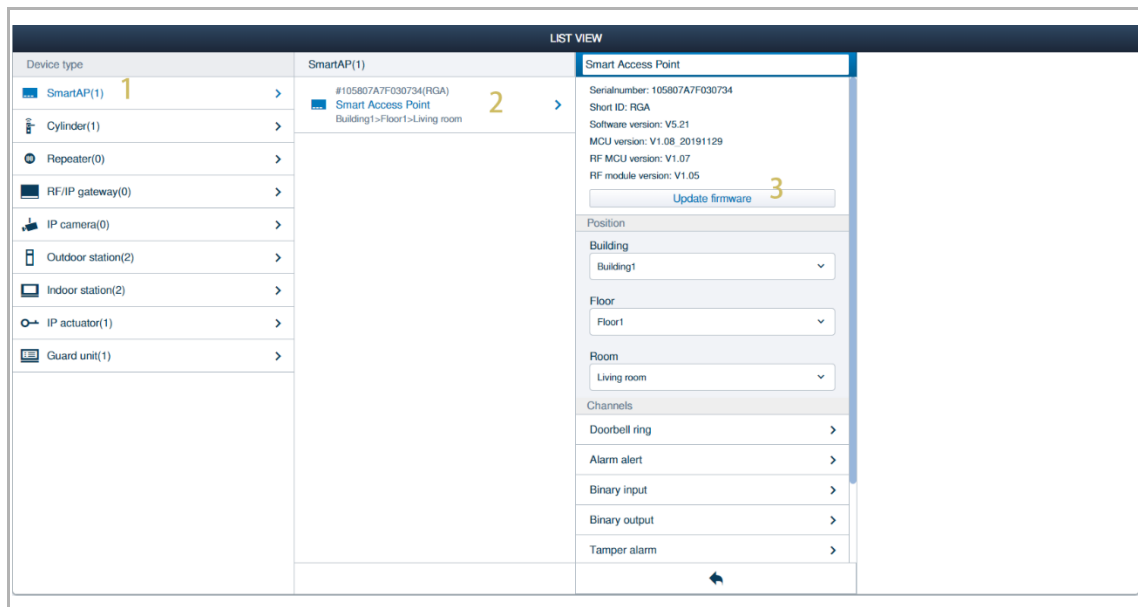 LIST VIEW
Device type
SmartAP(1)
1
Cylinder(1)
Repeater(0)
RF/IP gateway(0)
IP camera(0)
Outdoor station(2)
Indoor station(2)
IP actuator(1)
Guard unit(1)
SmartAP(1)
#105807A7F030734(RGA)
Smart Access Point
Building1>Floor1>Living room
2
Smart Access Point
Serialnumber: 105807A7F030734
Short ID: RGA
Software version: V5.21
MCU version: V1.08_20191129
RF MCU version: V1.07
RF module version: V1.05
3
Update firmware
Position
Building
Building1
Floor
Floor1
Room
Living room
Channels
Doorbell ring
Alarm alert
Binary input
Binary output
Tamper alarm